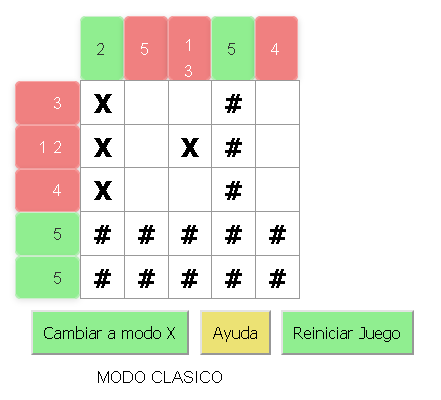 2 5 1 5 4
3
3 X #
1 2 X X #
4 X #
5 # # # # #
5 # # # # #
Cambiar a modo X Ayuda Reiniciar Juego
MODO CLASICO